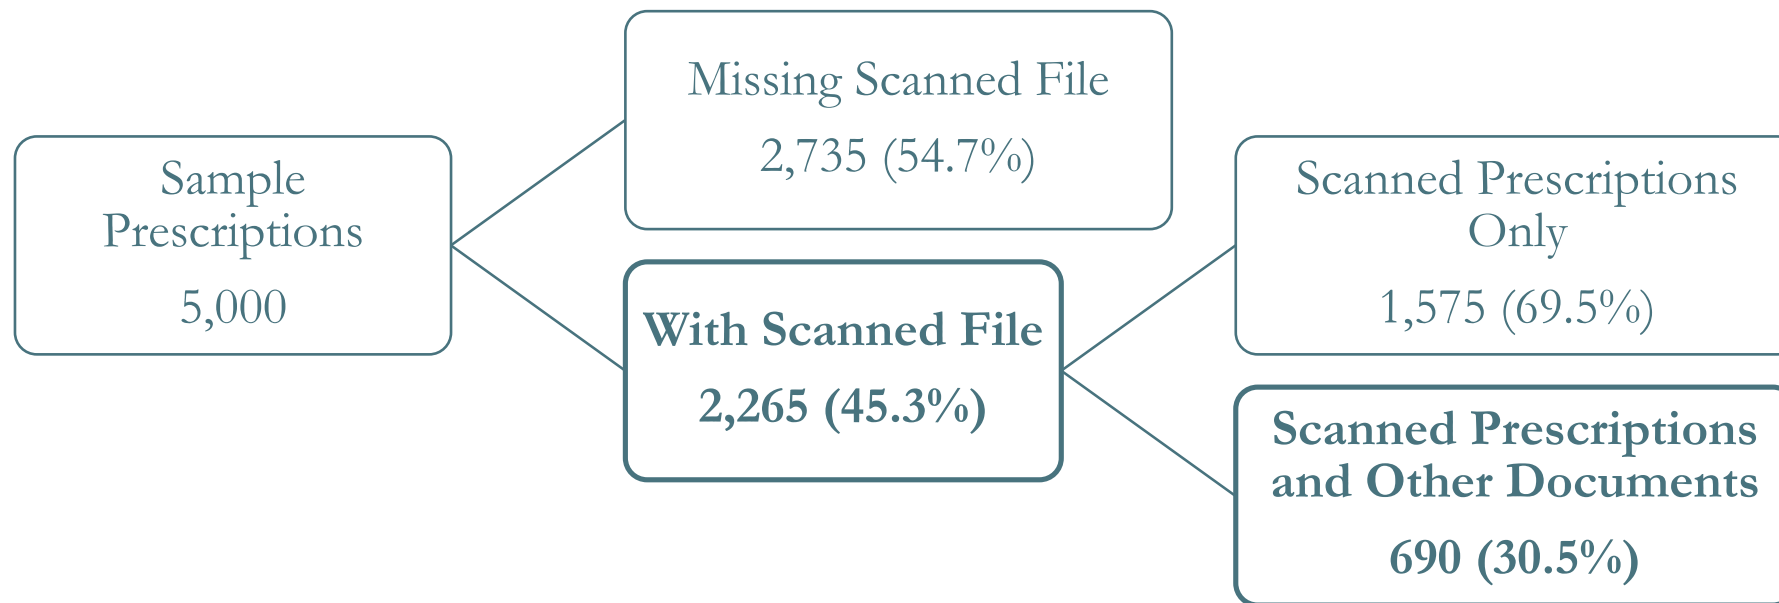 Sample
Prescriptions
5,000
Missing Scanned File
2,735 (54.7%)
With Scanned File
2,265 (45.3%)
Scanned Prescriptions
Only
1,575 (69.5%)
Scanned Prescriptions
and Other Documents
690 (30.5%)